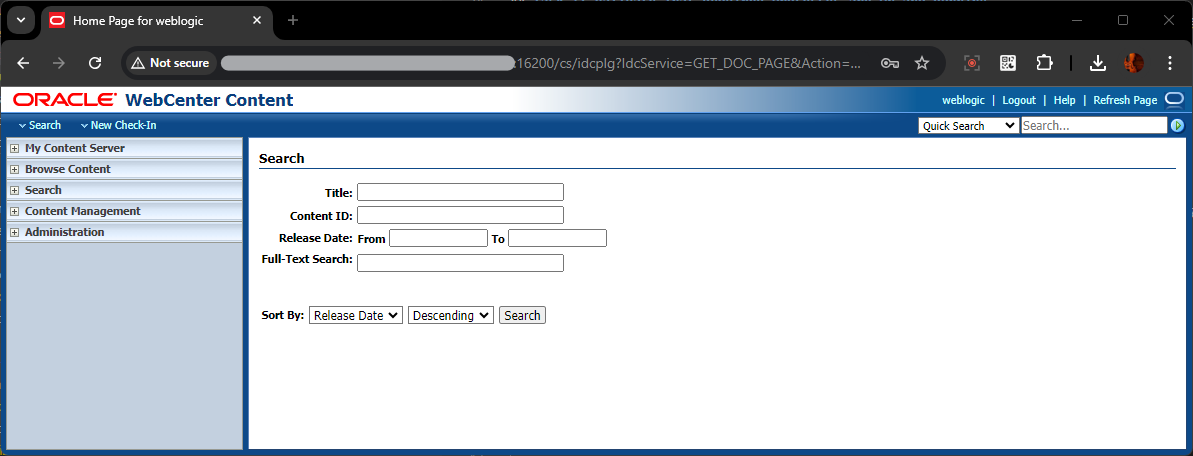 Home Page for weblogic
Not secure :16200/cs/idcplg?IdcService=GET_DOC_PAGE&Action=...
ORACLE WebCenter Content weblogic | Logout | Help | Refresh Page
Search New Check-In Quick Search Search...
My Content Server
Browse Content
Search
Content Management
Administration
Search
Title:
Content ID:
Release Date: From To
Full-Text Search:
Sort By: Release Date Descending Search